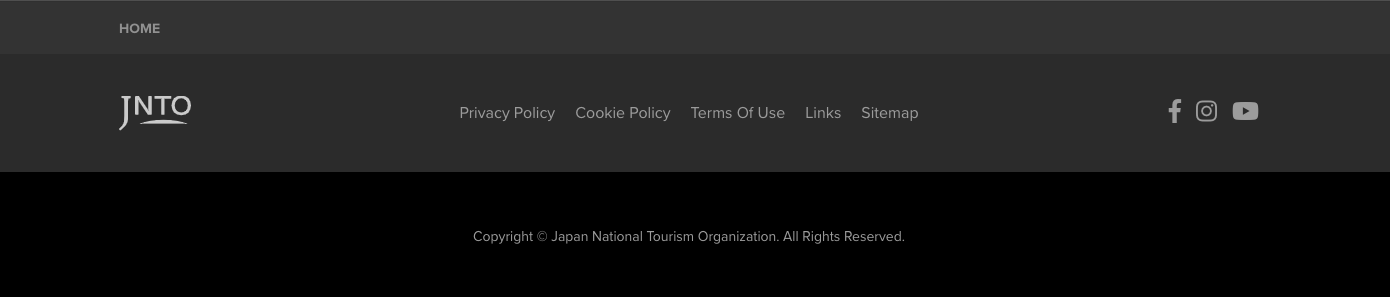 HOME
JNTO
Privacy Policy Cookie Policy Terms Of Use Links Sitemap
Copyright © Japan National Tourism Organization. All Rights Reserved.